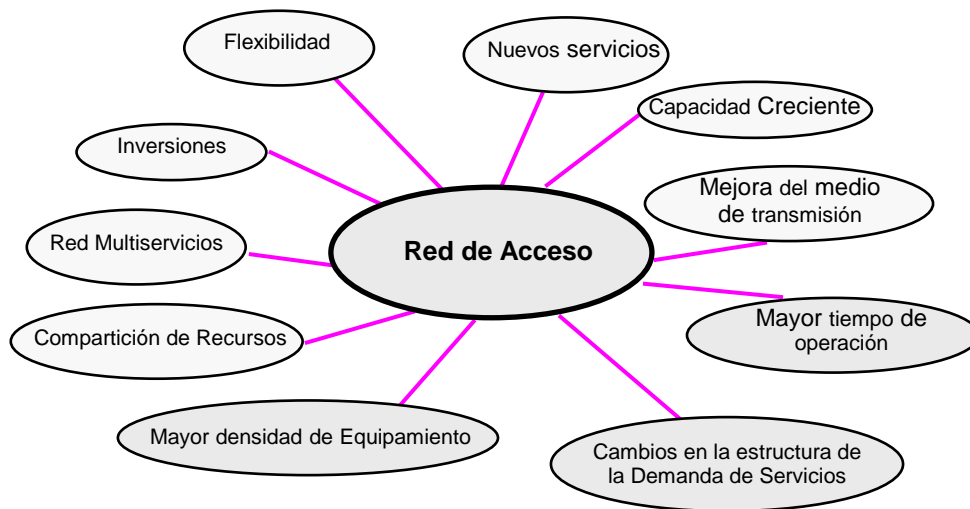 Flexibilidad
Nuevos servicios
Capacidad Creciente
Inversiones
Mejora del medio
de transmisión
Red Multiservicios
Red de Acceso
Compartición de Recursos
Mayor tiempo de
operación
Mayor densidad de Equipamiento
Cambios en la estructura de
la Demanda de Servicios